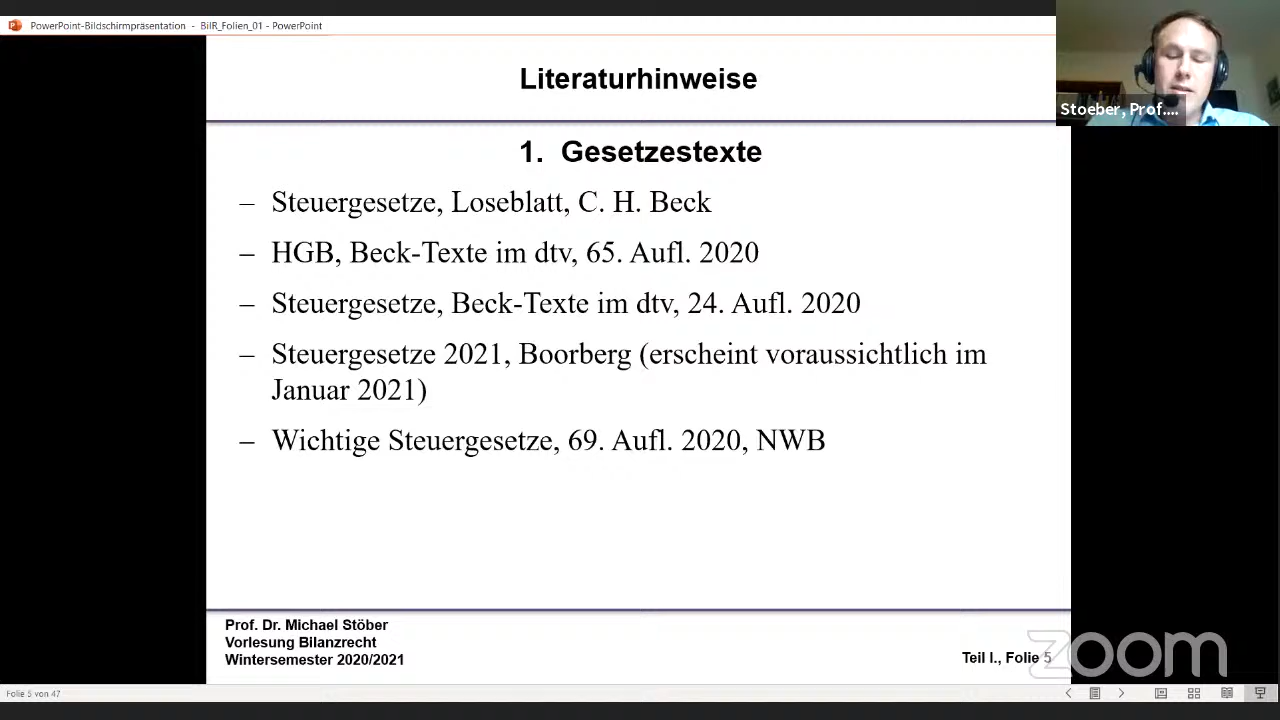 PowerPoint-Bildschirmpräsentation - BilR_Folien_01 - PowerPoint
Literaturhinweise
Stoeber, Prof....
1. Gesetzestexte
– Steuergesetze, Loseblatt, C. H. Beck
– HGB, Beck-Texte im dtv, 65. Aufl. 2020
– Steuergesetze, Beck-Texte im dtv, 24. Aufl. 2020
– Steuergesetze 2021, Boorberg (erscheint voraussichtlich im
Januar 2021)
– Wichtige Steuergesetze, 69. Aufl. 2020, NWB
Prof. Dr. Michael Stöber
Vorlesung Bilanzrecht
Wintersemester 2020/2021
Teil I., Folie 5
zoom
Folie 5 von 47